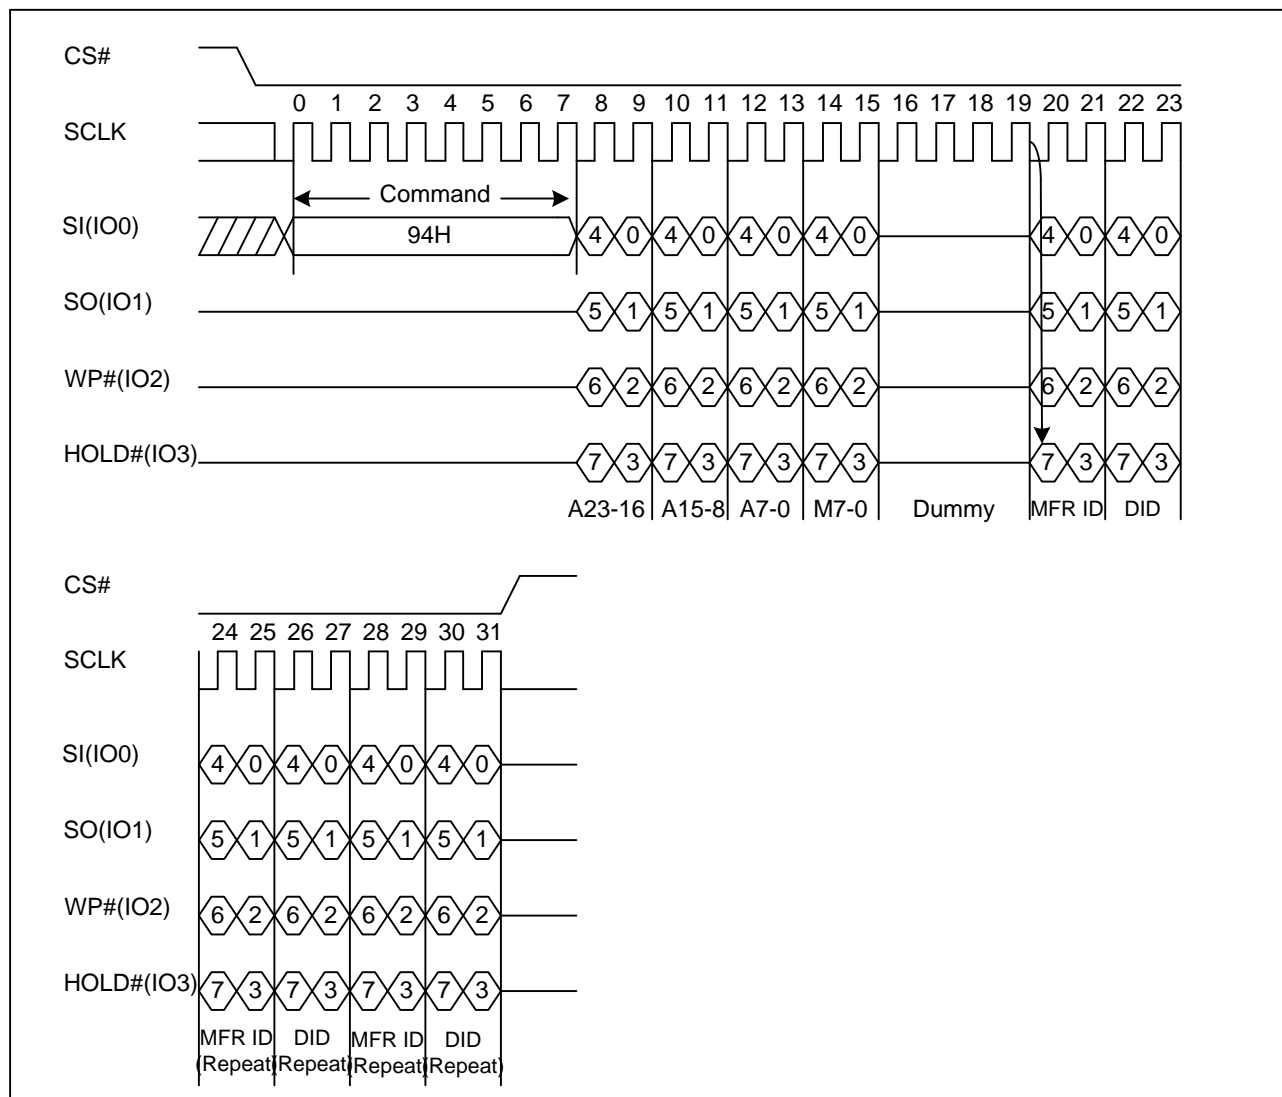 CS#
0 1 2 3 4 5 6 7 8 9 10 11 12 13 14 15 16 17 18 19 20 21 22 23
SCLK
Command
SI(IO0) 94H 4 0 4 0 4 0 4 0 4 0 4 0
SO(IO1) 5 1 5 1 5 1 5 1 5 1 5 1
WP#(IO2) 6 2 6 2 6 2 6 2 6 2 6 2
HOLD#(IO3) 7 3 7 3 7 3 7 3 7 3 7 3
A23-16 A15-8 A7-0 M7-0 Dummy MFR ID DID
CS#
24 25 26 27 28 29 30 31
SCLK
SI(IO0) 4 0 4 0 4 0 4 0
SO(IO1) 5 1 5 1 5 1 5 1
WP#(IO2) 6 2 6 2 6 2 6 2
HOLD#(IO3) 7 3 7 3 7 3 7 3
MFR ID DID MFR ID DID
(Repeat) (Repeat) (Repeat) (Repeat)